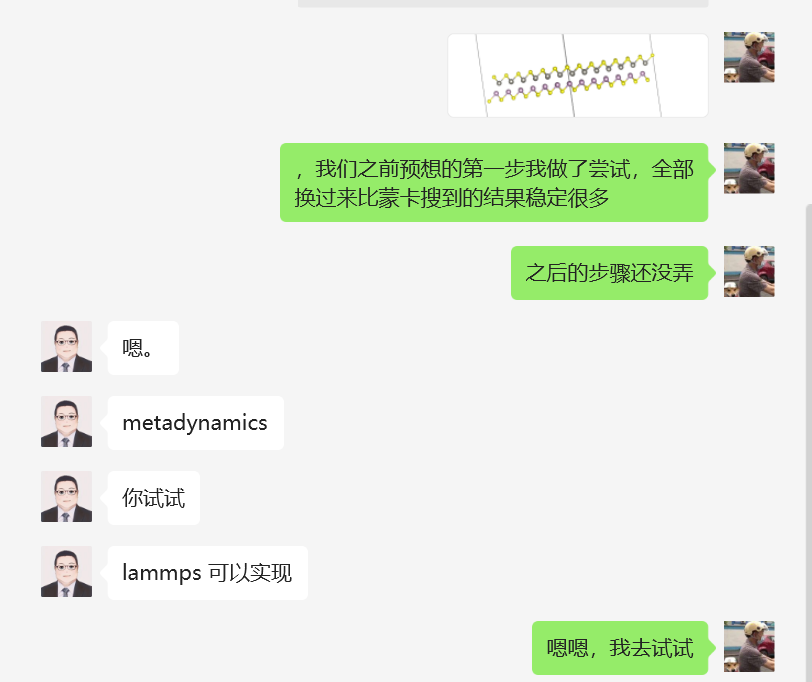 ，我们之前预想的第一步我做了尝试，全部
换过来比蒙卡搜到的结果稳定很多
之后的步骤还没弄
嗯。
metadynamics
你试试
lammps 可以实现
嗯嗯，我去试试